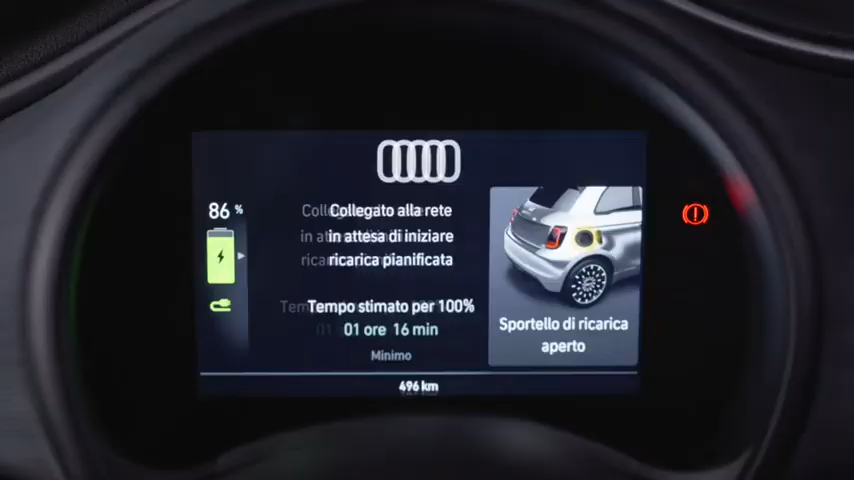 86 %
Collegato alla rete
in attesa di iniziare
ricarica pianificata
Tempo stimato per 100%
01 ore 16 min
Minimo
Sportello di ricarica
aperto
496 km